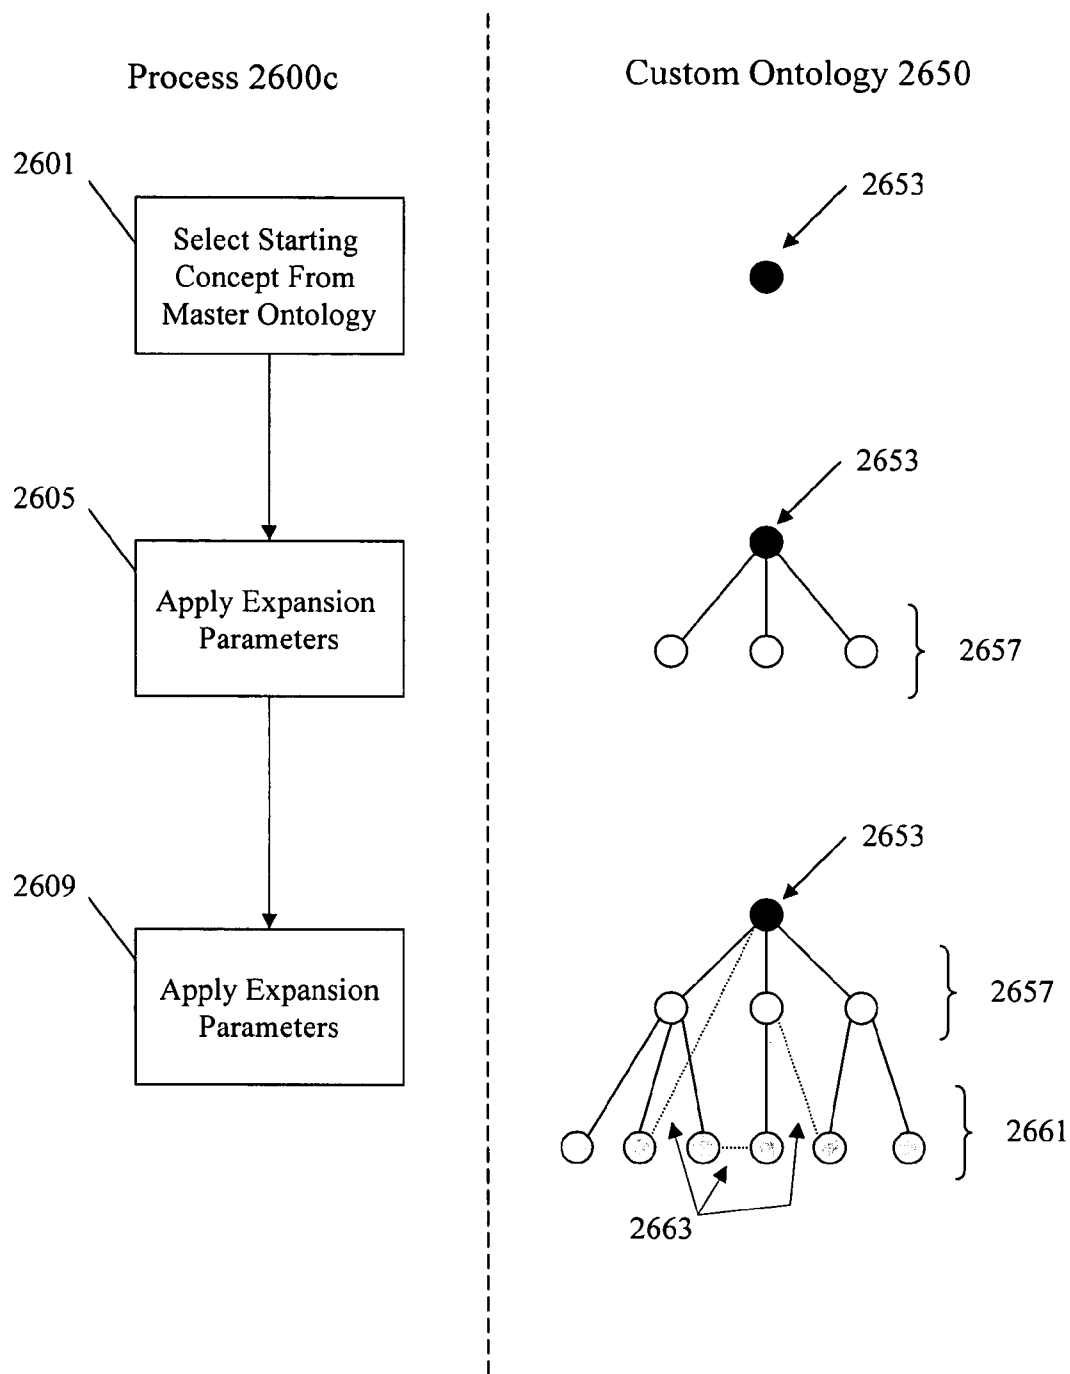 Process 2600c
Custom Ontology 2650
2601
Select Starting
Concept From
Master Ontology
2653
2605
Apply Expansion
Parameters
2653
2657
2609
Apply Expansion
Parameters
2653
2657
2661
2663